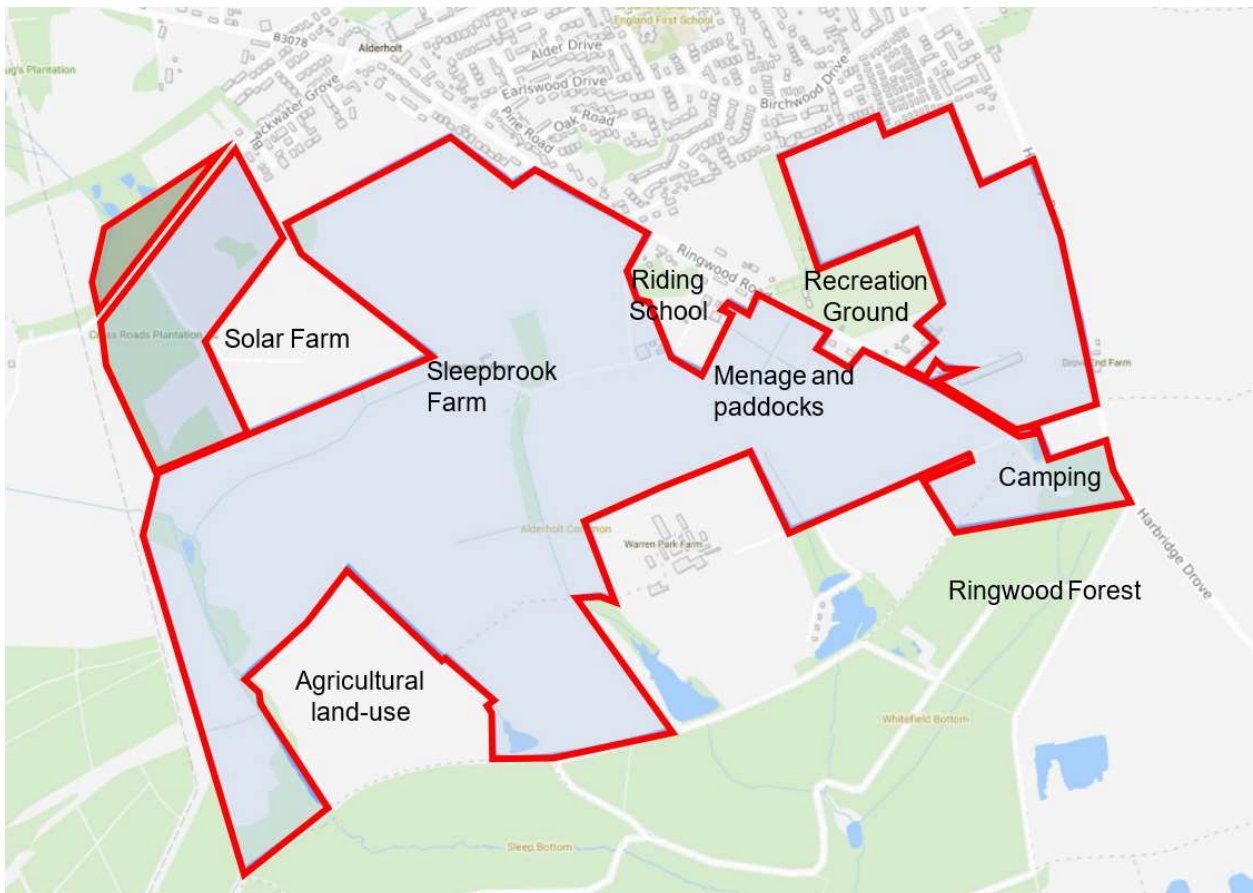 England First School
B3078
Alderholt
Alder Drive
ug's Plantation
Earlswood Drive
Birchwood Drive
Pine Road
Oak Road
Ringwood Road
Riding
School
Recreation
Ground
Solar Farm
Cross Roads Plantation
Sleepbrook
Farm
Menage and
paddocks
Drove End Farm
Camping
Alderholt Common
Warren Park Farm
Harbridge Drove
Ringwood Forest
Agricultural
land-use
Whitefield Bottom
Sleep Bottom